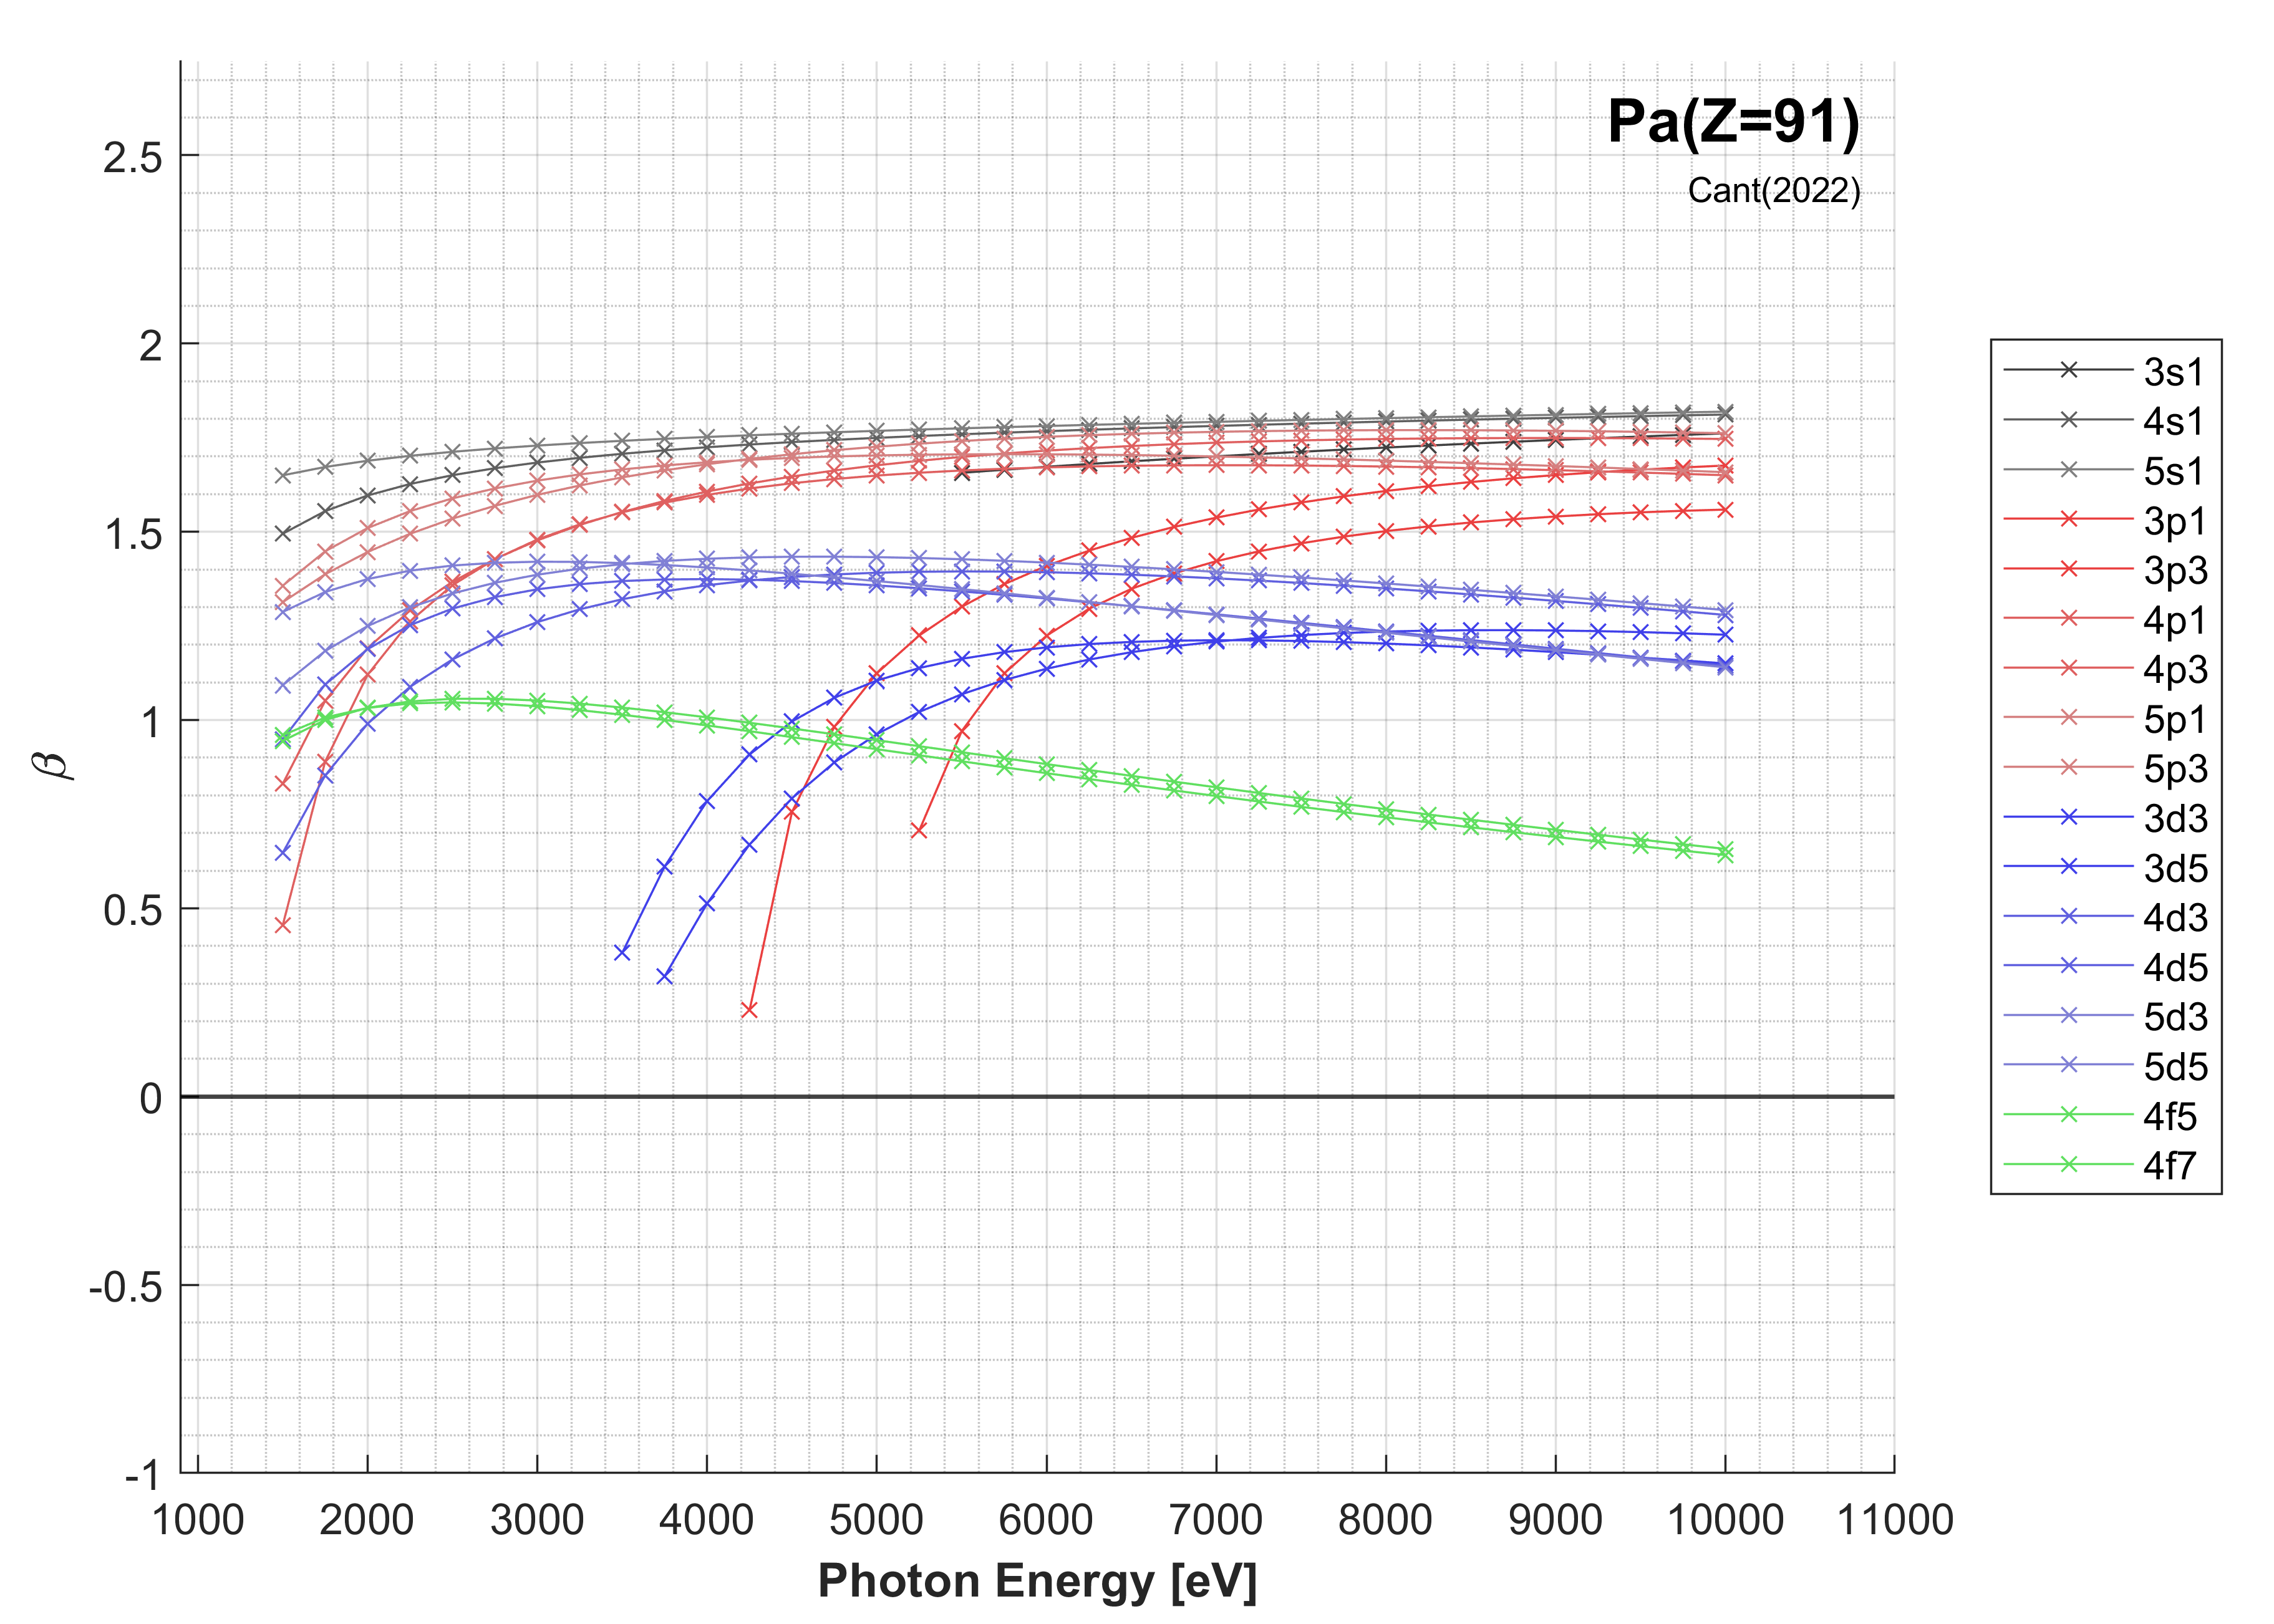 Pa(Z=91)
Cant(2022)
2.5
2
1.5
1
0.5
0
-0.5
-1
β
1000 2000 3000 4000 5000 6000 7000 8000 9000 10000 11000
Photon Energy [eV]
3s1
4s1
5s1
3p1
3p3
4p1
4p3
5p1
5p3
3d3
3d5
4d3
4d5
5d3
5d5
4f5
4f7